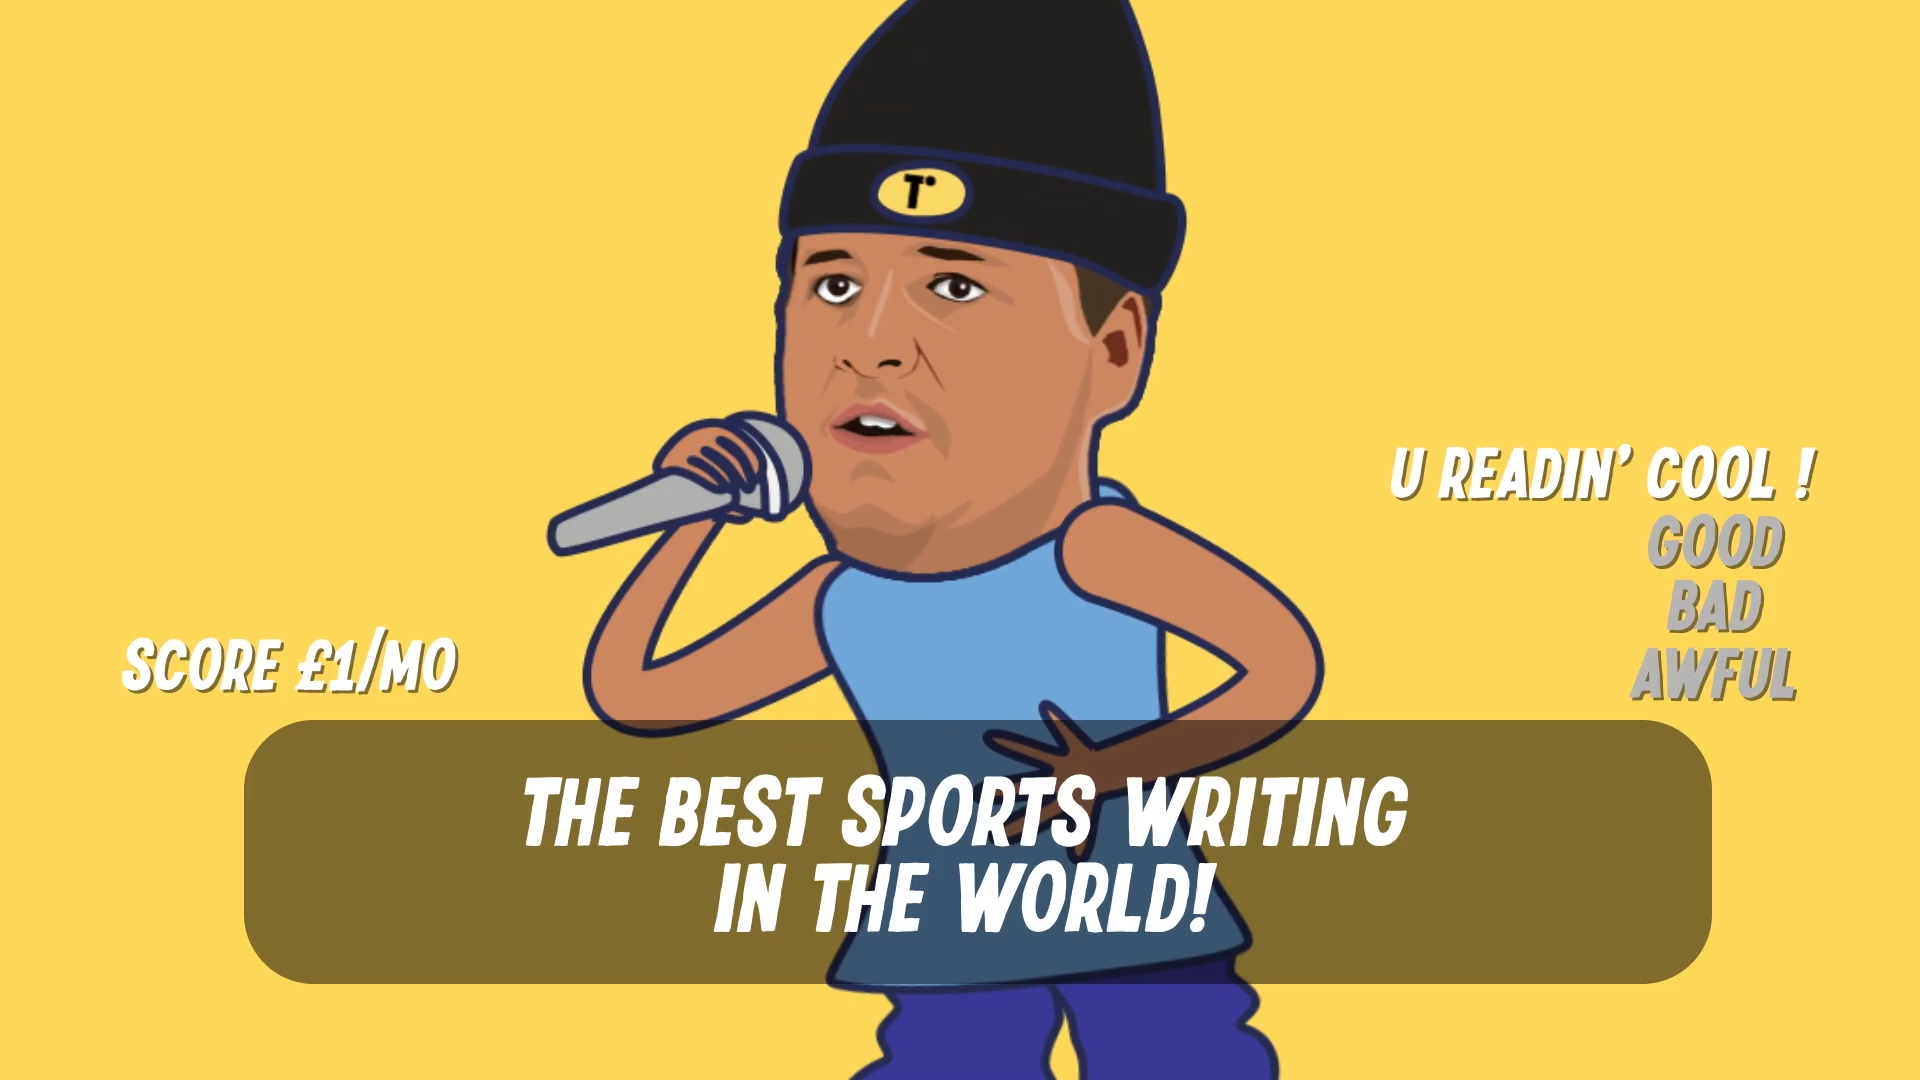 T
U READIN' COOL !
GOOD
BAD
AWFUL
SCORE £1/MO
THE BEST SPORTS WRITING
IN THE WORLD!